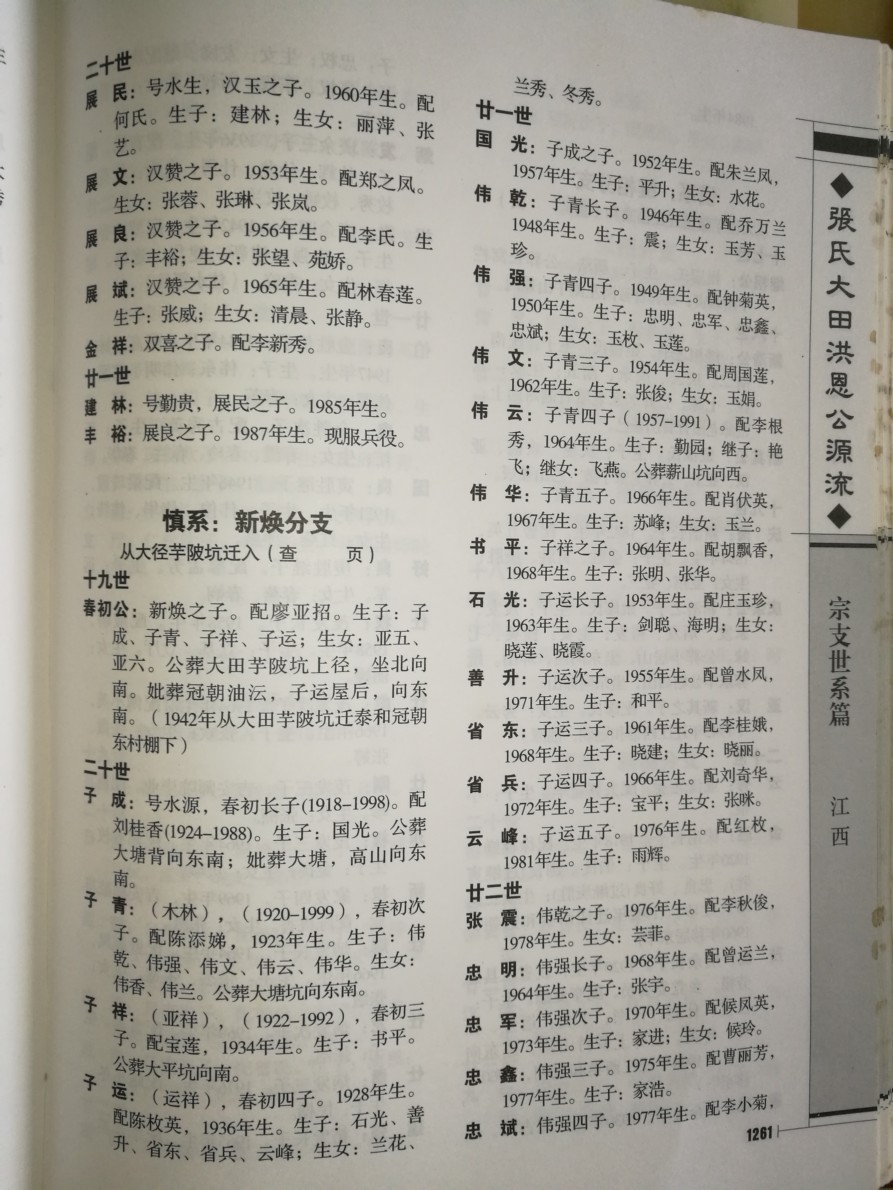 二十世
展　民：号水生，汉玉之子。1960年生。配
何氏。生子：建林；生女：丽萍、张
艺。
展　文：汉赞之子。1953年生。配郑之凤。
生女：张蓉、张琳、张岚。
展　良：汉赞之子。1956年生。配李氏。生
子：丰裕；生女：张望、苑娇。
展　斌：汉赞之子。1965年生。配林春莲。
生子：张威；生女：清晨、张静。
金　祥：双喜之子。配李新秀。
廿一世
建　林：号勤贵，展民之子。1985年生。
丰　裕：展良之子。1987年生。现服兵役。
慎系：新焕分支
从大径芋陂坑迁入（查　　页）
十九世
春初公：新焕之子。配廖亚招。生子：子
成、子青、子祥、子运；生女：亚五、
亚六。公葬大田芋陂坑上径，坐北向
南。妣葬冠朝油沄，子运屋后，向东
南。（1942年从大田芋陂坑迁泰和冠朝
东村棚下）
二十世
子　成：号水源，春初长子(1918–1998)。配
刘桂香(1924–1988)。生子：国光。公葬
大塘背向东南；妣葬大塘，高山向东
南。
子　青：（木林），（1920–1999），春初次
子。配陈添娣，1923年生。生子：伟
乾、伟强、伟文、伟云、伟华。生女：
伟香、伟兰。公葬大塘坑向东南。
子　祥：（亚祥），（1922–1992），春初三
子。配宝莲，1934年生。生子：书平。
公葬大平坑向南。
子　运：（运祥），春初四子。1928年生。
配陈枚英，1936年生。生子：石光、善
升、省东、省兵、云峰；生女：兰花、
兰秀、冬秀。
廿一世
国　光：子成之子。1952年生。配朱兰凤，
1957年生。生子：平升；生女：水花。
伟　乾：子青长子。1946年生。配乔万兰
1948年生。生子：震；生女：玉芳、玉
珍。
伟　强：子青四子。1949年生。配钟菊英，
1950年生。生子：忠明、忠军、忠鑫、
忠斌；生女：玉枚、玉莲。
伟　文：子青三子。1954年生。配周国莲，
1962年生。生子：张俊；生女：玉娟。
伟　云：子青四子（1957-1991）。配李根
秀，1964年生。生子：勤园；继子：艳
飞；继女：飞燕。公葬薪山坑向西。
伟　华：子青五子。1966年生。配肖伏英，
1967年生。生子：苏峰；生女：玉兰。
书　平：子祥之子。1964年生。配胡飘香，
1968年生。生子：张明、张华。
石　光：子运长子。1953年生。配庄玉珍，
1963年生。生子：剑聪、海明；生女：
晓莲、晓霞。
善　升：子运次子。1955年生。配曾水凤，
1971年生。生子：和平。
省　东：子运三子。1961年生。配李桂娥，
1968年生。生子：晓建；生女：晓丽。
省　兵：子运四子。1966年生。配刘奇华，
1972年生。生子：宝平；生女：张咪。
云　峰：子运五子。1976年生。配红枚，
1981年生。生子：雨辉。
廿二世
张　震：伟乾之子。1976年生。配李秋俊，
1978年生。生女：芸菲。
忠　明：伟强长子。1968年生。配曾运兰，
1964年生。生子：张宇。
忠　军：伟强次子。1970年生。配候凤英，
1973年生。生子：家进；生女：候玲。
忠　鑫：伟强三子。1975年生。配曹丽芳，
1977年生。生子：家浩。
忠　斌：伟强四子。1977年生。配李小菊，
◆張氏大田洪恩公源流◆
宗支世系篇　江西
1261